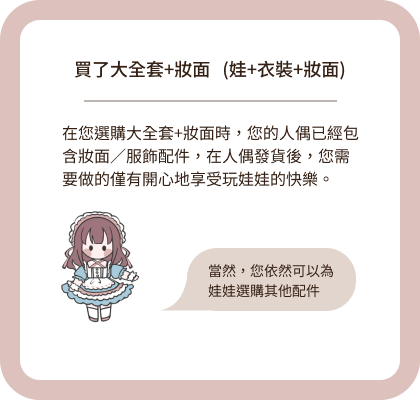 買了大全套+妝面 (娃+衣裝+妝面)
在您選購大全套+妝面時，您的人偶已經包
含妝面／服飾配件，在人偶發貨後，您需
要做的僅有開心地享受玩娃娃的快樂。
當然，您依然可以為
娃娃選購其他配件